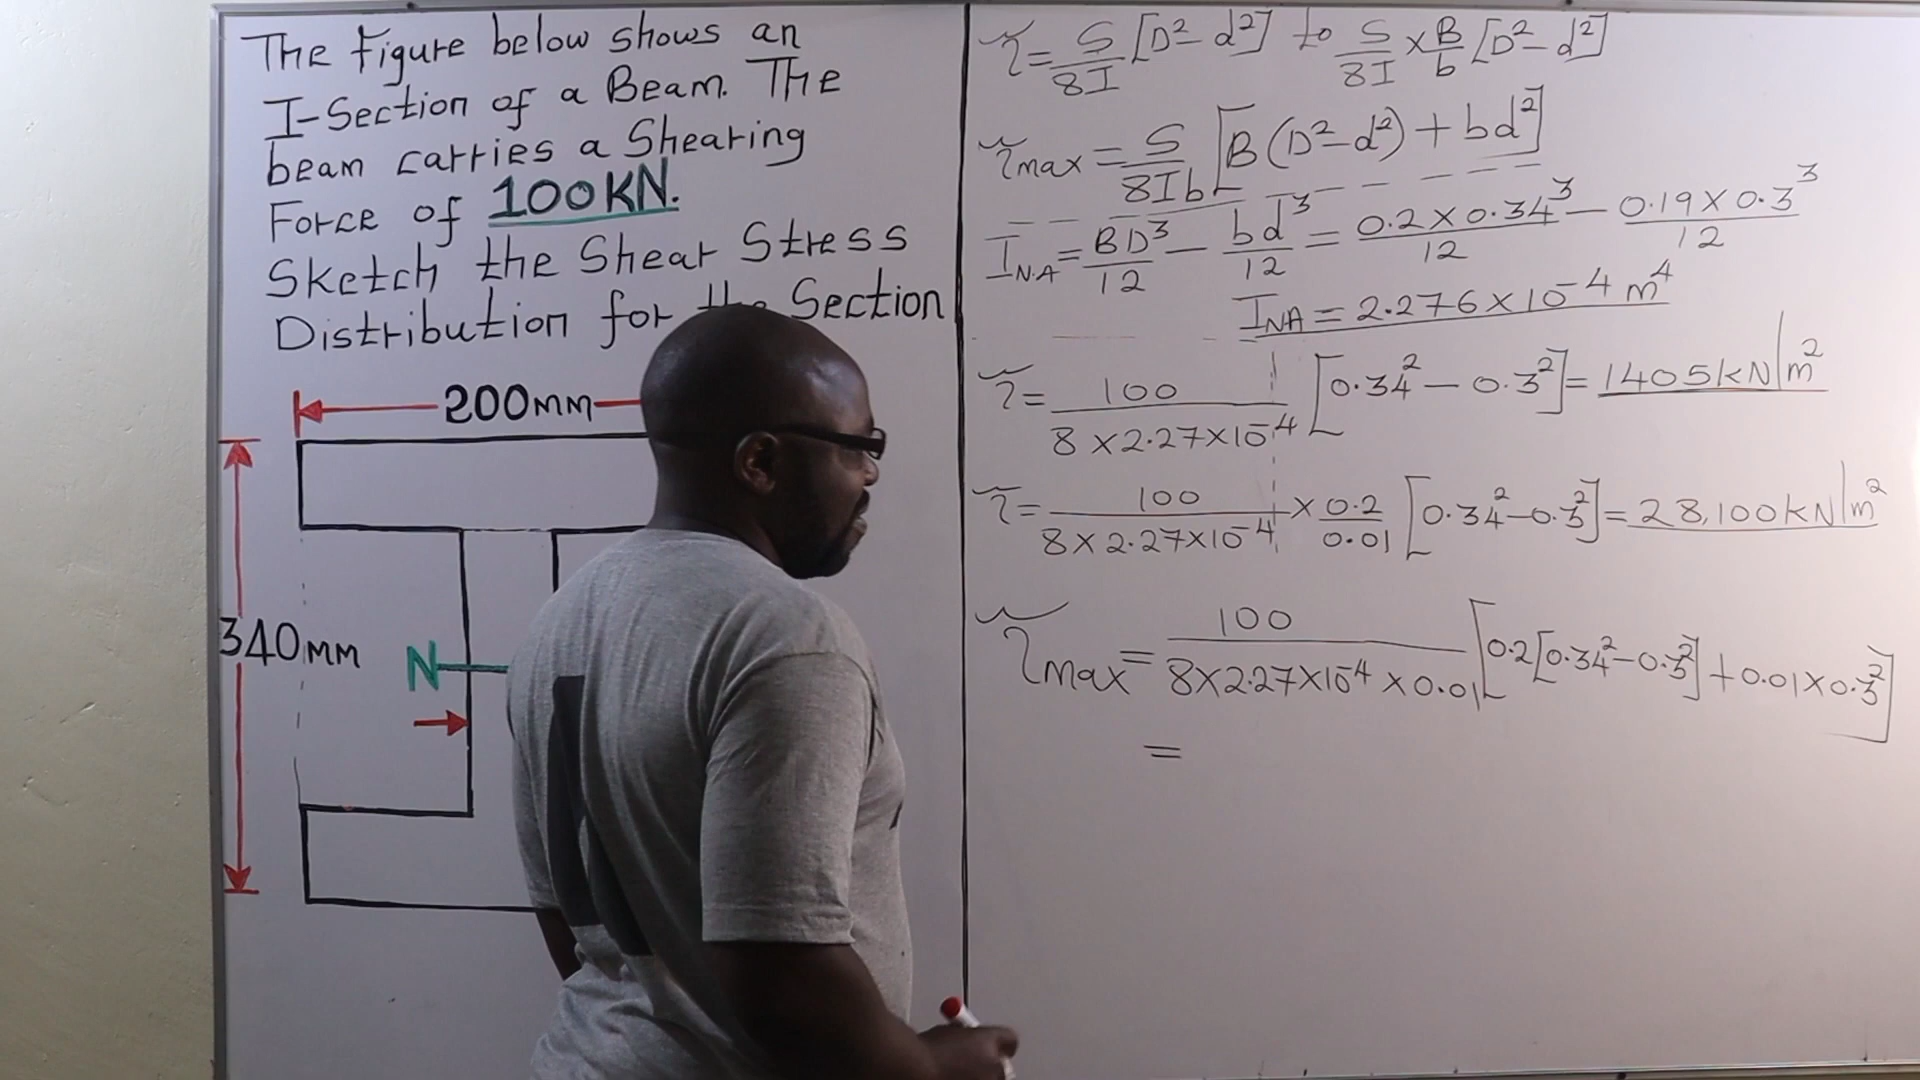 The Figure below shows an
I-Section of a Beam. The
beam carries a Shearing
Force of 100KN.
Sketch the Shear Stress
Distribution for the Section
200mm
340mm
N
τ = S/8I [D² - d²] to S/8I × B/b [D² - d²]
τmax = S/8Ib [B(D² - d²) + bd²]
I_N.A = BD³/12 - bd³/12 = 0.2 × 0.34³/12 - 0.19 × 0.3³/12
I_NA = 2.276 × 10⁻⁴ m⁴
τ = 100/8 × 2.27 × 10⁻⁴ [0.34² - 0.3²] = 1405kN/m²
τ = 100/8 × 2.27 × 10⁻⁴ × 0.2/0.01 [0.34² - 0.3²] = 28,100kN/m²
τmax = 100/8 × 2.27 × 10⁻⁴ × 0.01 [0.2[0.34² - 0.3²] + 0.01 × 0.3²]
=